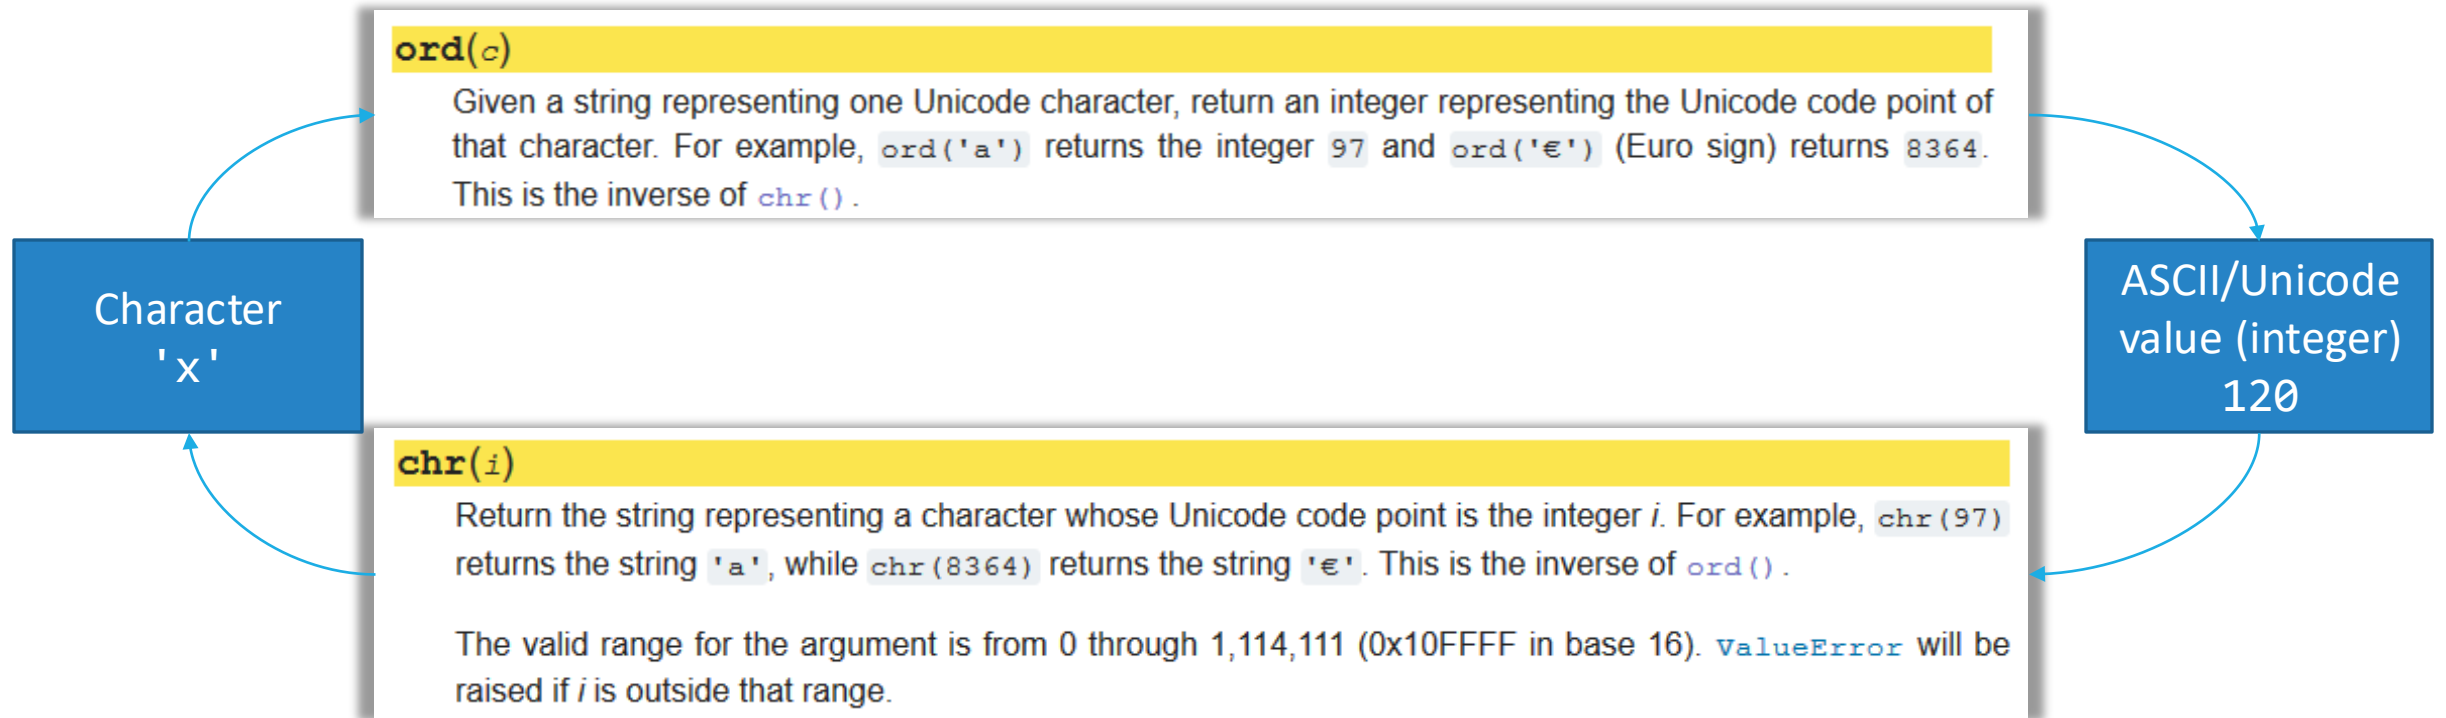 ord(c)
Given a string representing one Unicode character, return an integer representing the Unicode code point of
that character. For example, ord('a') returns the integer 97 and ord('€') (Euro sign) returns 8364.
This is the inverse of chr().
Character
'x'
ASCII/Unicode
value (integer)
120
chr(i)
Return the string representing a character whose Unicode code point is the integer i. For example, chr(97)
returns the string 'a', while chr(8364) returns the string '€'. This is the inverse of ord().
The valid range for the argument is from 0 through 1,114,111 (0x10FFFF in base 16). ValueError will be
raised if i is outside that range.